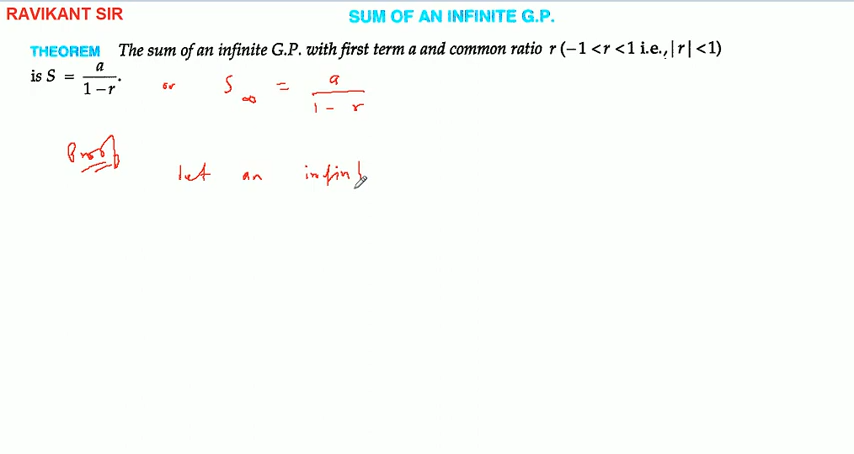 RAVIKANT SIR
SUM OF AN INFINITE G.P.
THEOREM The sum of an infinite G.P. with first term a and common ratio r (−1 < r < 1 i.e., |r| < 1)
is S = a/(1−r). or S∞ = a/(1 − r)
Proof
let an infinit